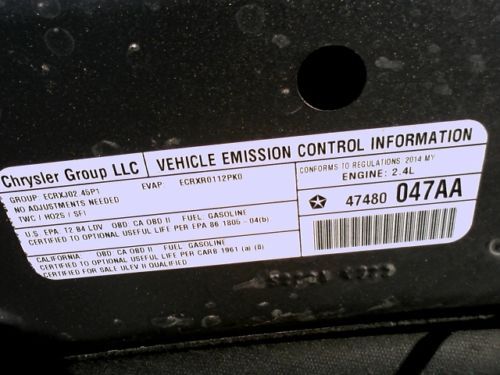 Chrysler Group LLC
VEHICLE EMISSION CONTROL INFORMATION
GROUP: ECRXJ02.45P1
EVAP: ECRXR0112PK0
NO ADJUSTMENTS NEEDED
TWC / HO2S / SFI
CONFORMS TO REGULATIONS: 2014 MY
ENGINE: 2.4L
47480 047AA
U.S. EPA: T2 B4 LDV OBD: CA OBD II FUEL: GASOLINE
CERTIFIED TO OPTIONAL USEFUL LIFE PER EPA 86.1805-04(b)
CALIFORNIA OBD: CA OBD II FUEL: GASOLINE
CERTIFIED TO OPTIONAL USEFUL LIFE PER CARB 1961 (a) (8)
CERTIFIED FOR SALE ULEV II QUALIFIED